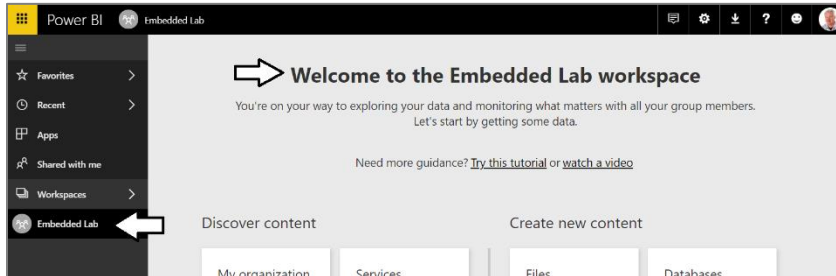 Power BI Embedded Lab ?
Favorites
Recent
Apps
Shared with me
Workspaces
Embedded Lab
Welcome to the Embedded Lab workspace
You're on your way to exploring your data and monitoring what matters with all your group members.
Let's start by getting some data.
Need more guidance? Try this tutorial or watch a video
Discover content
Create new content
My organization
Services
Files
Databases